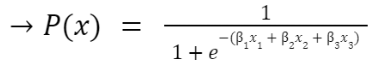 → P(x) = 1 / (1 + e^-(β₁x₁ + β₂x₂ + β₃x₃))